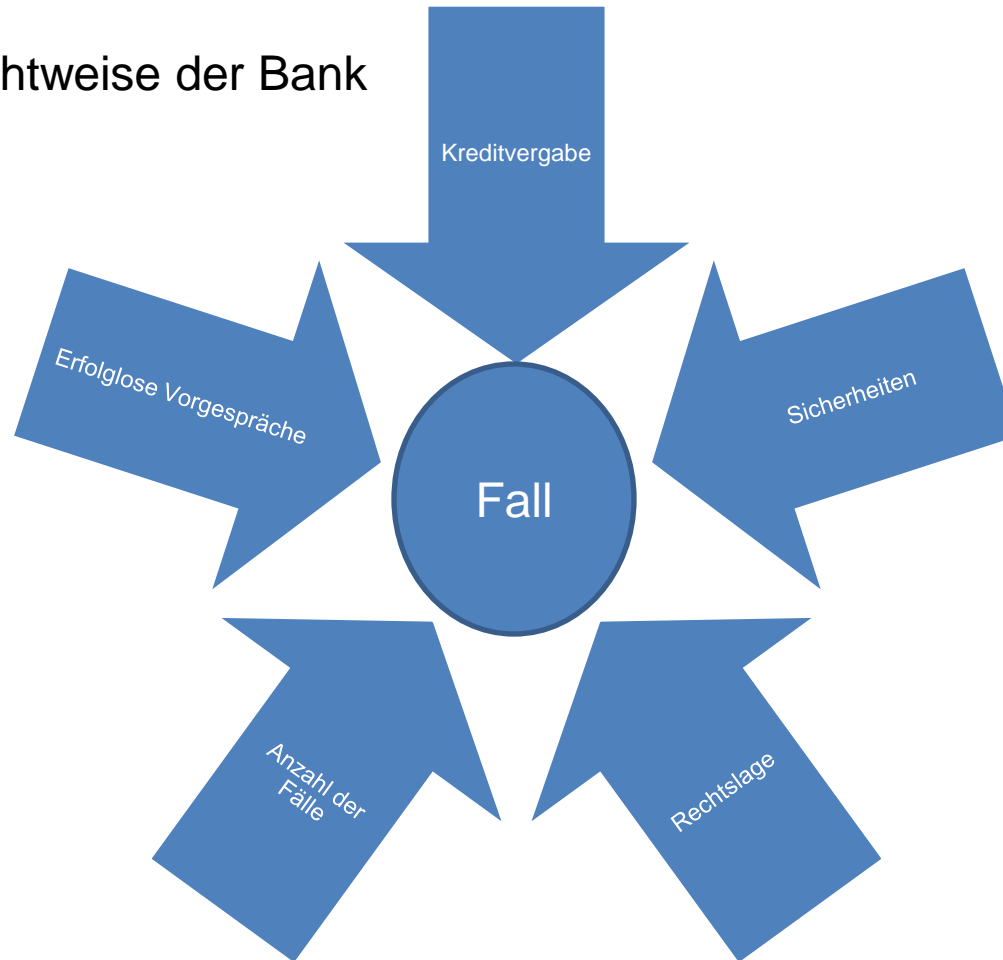 htweise der Bank
Kreditvergabe
Erfolglose Vorgespräche
Sicherheiten
Fall
Anzahl der
Fälle
Rechtslage